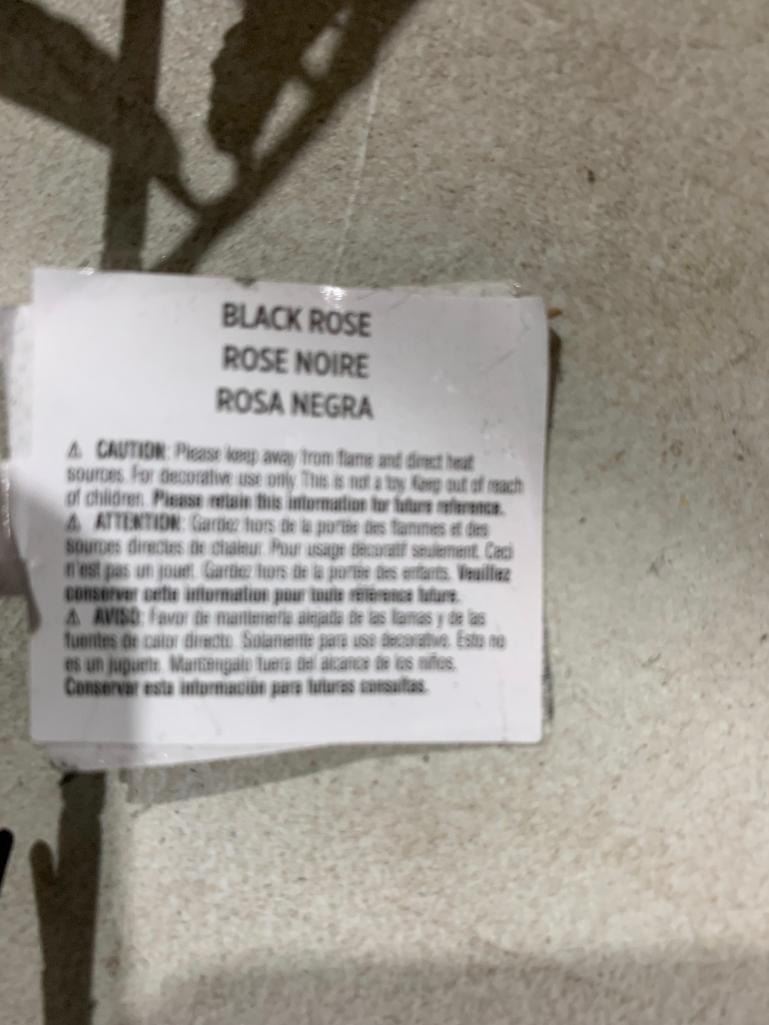 BLACK ROSE
ROSE NOIRE
ROSA NEGRA
⚠ CAUTION: Please keep away from flame and direct heat
sources. For decorative use only. This is not a toy. Keep out of reach
of children. Please retain this information for future reference.
⚠ ATTENTION: Gardez hors de la portée des flammes et des
sources directes de chaleur. Pour usage décoratif seulement. Ceci
n'est pas un jouet. Gardez hors de la portée des enfants. Veuillez
conserver cette information pour toute référence future.
⚠ AVISO: Favor de mantenerla alejada de las llamas y de las
fuentes de calor directo. Solamente para uso decorativo. Esto no
es un juguete. Manténgalo fuera del alcance de los niños.
Conservar esta información para futuras consultas.